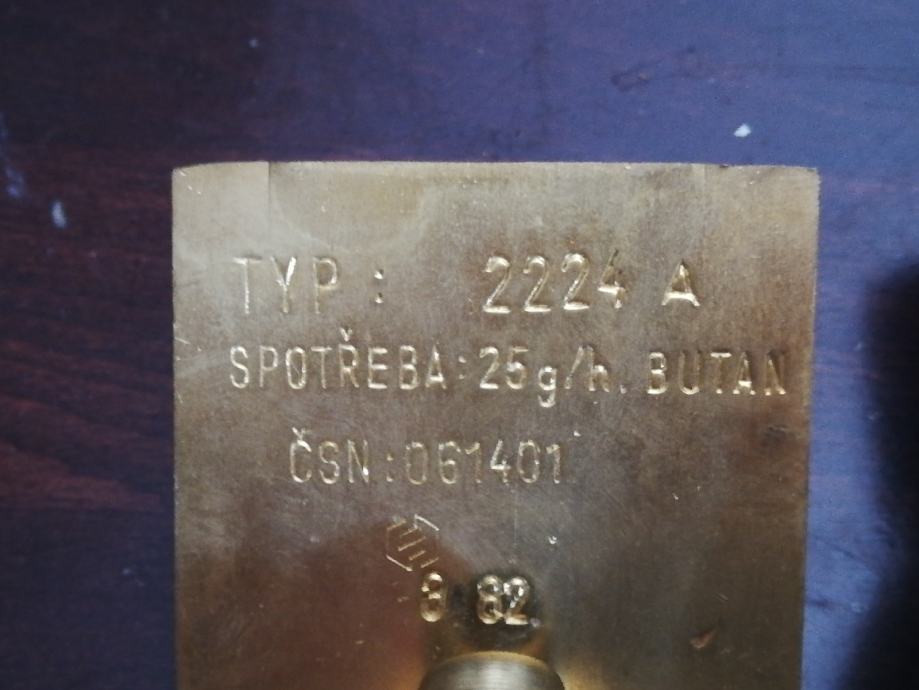 TYP: 2224 A
SPOTŘEBA: 25g/h. BUTAN
ČSN: 061401
8 82